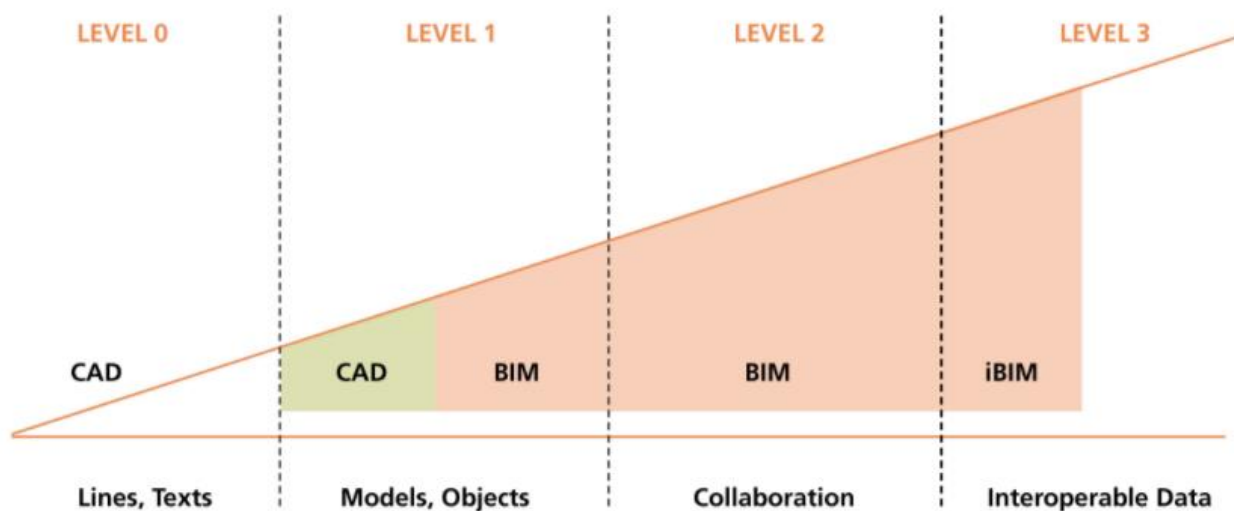 LEVEL 0 LEVEL 1 LEVEL 2 LEVEL 3
CAD CAD BIM BIM iBIM
Lines, Texts Models, Objects Collaboration Interoperable Data